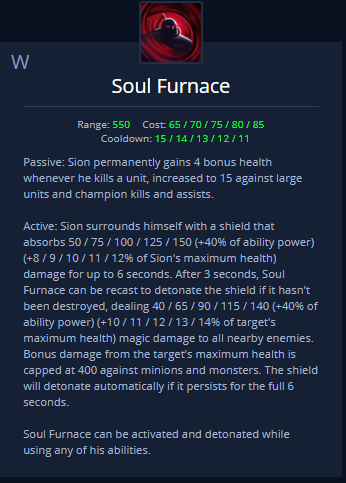 W
Soul Furnace
Range: 550 Cost: 65 / 70 / 75 / 80 / 85
Cooldown: 15 / 14 / 13 / 12 / 11
Passive: Sion permanently gains 4 bonus health
whenever he kills a unit, increased to 15 against large
units and champion kills and assists.
Active: Sion surrounds himself with a shield that
absorbs 50 / 75 / 100 / 125 / 150 (+40% of ability power)
(+8 / 9 / 10 / 11 / 12% of Sion's maximum health)
damage for up to 6 seconds. After 3 seconds, Soul
Furnace can be recast to detonate the shield if it hasn't
been destroyed, dealing 40 / 65 / 90 / 115 / 140 (+40% of
ability power) (+10 / 11 / 12 / 13 / 14% of target's
maximum health) magic damage to all nearby enemies.
Bonus damage from the target's maximum health is
capped at 400 against minions and monsters. The shield
will detonate automatically if it persists for the full 6
seconds.
Soul Furnace can be activated and detonated while
using any of his abilities.